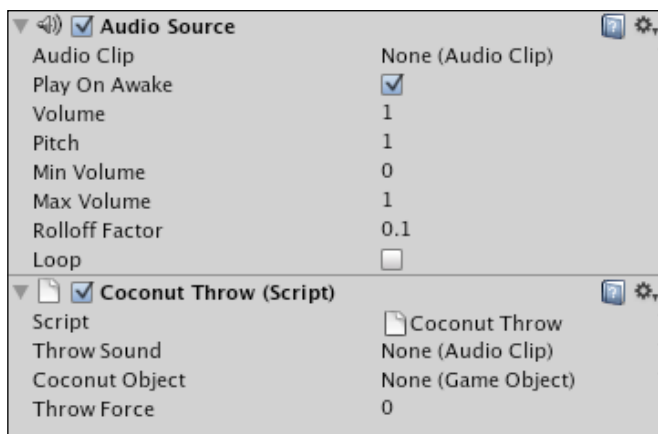 Audio Source
Audio Clip None (Audio Clip)
Play On Awake
Volume 1
Pitch 1
Min Volume 0
Max Volume 1
Rolloff Factor 0.1
Loop
Coconut Throw (Script)
Script Coconut Throw
Throw Sound None (Audio Clip)
Coconut Object None (Game Object)
Throw Force 0